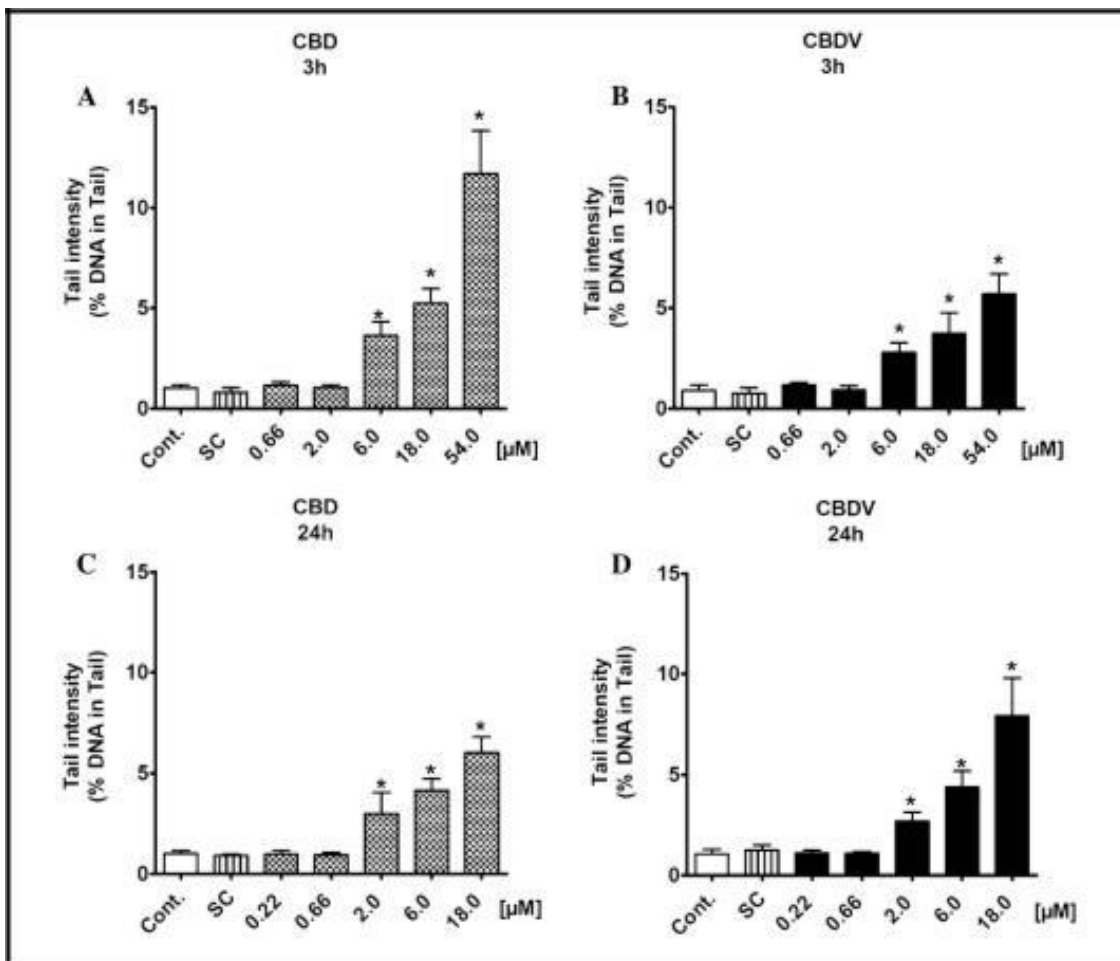 CBD
3h
A
15
10
5
0
Tail intensity
(% DNA in Tail)
*
*
*
Cont.
SC
0.66
2.0
6.0
18.0
54.0
[µM]
CBDV
3h
B
15
10
5
0
Tail intensity
(% DNA in Tail)
*
*
*
Cont.
SC
0.66
2.0
6.0
18.0
54.0
[µM]
CBD
24h
C
15
10
5
0
Tail intensity
(% DNA in Tail)
*
*
*
Cont.
SC
0.22
0.66
2.0
6.0
18.0
[µM]
CBDV
24h
D
15
10
5
0
Tail intensity
(% DNA in Tail)
*
*
*
Cont.
SC
0.22
0.66
2.0
6.0
18.0
[µM]